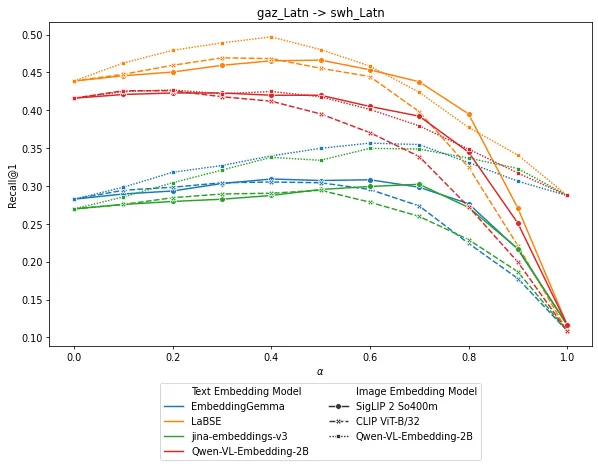 gaz_Latn -> swh_Latn
Recall@1
0.50
0.45
0.40
0.35
0.30
0.25
0.20
0.15
0.10
0.0 0.2 0.4 0.6 0.8 1.0
α
Text Embedding Model
EmbeddingGemma
LaBSE
jina-embeddings-v3
Qwen-VL-Embedding-2B
Image Embedding Model
SigLIP 2 So400m
CLIP ViT-B/32
Qwen-VL-Embedding-2B